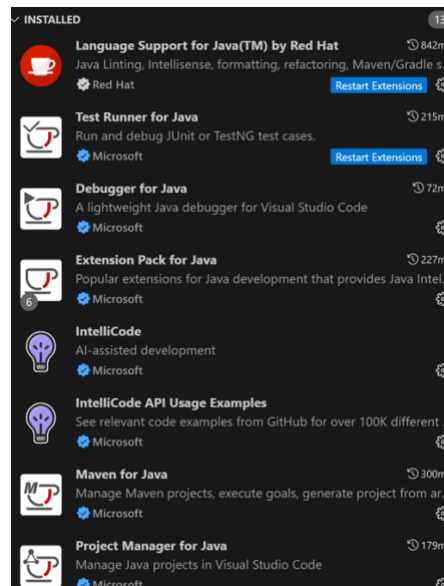 INSTALLED 13
Language Support for Java(TM) by Red Hat 842m
Java Linting, Intellisense, formatting, refactoring, Maven/Gradle s.
Red Hat Restart Extensions
Test Runner for Java 215m
Run and debug JUnit or TestNG test cases.
Microsoft Restart Extensions
Debugger for Java 72m
A lightweight Java debugger for Visual Studio Code
Microsoft
Extension Pack for Java 227m
Popular extensions for Java development that provides Java Intel.
6 Microsoft
IntelliCode
AI-assisted development
Microsoft
IntelliCode API Usage Examples
See relevant code examples from GitHub for over 100K different .
Microsoft
Maven for Java 300m
M
Manage Maven projects, execute goals, generate project from ar.
Microsoft
Project Manager for Java 179m
Manage Java projects in Visual Studio Code
Microsoft